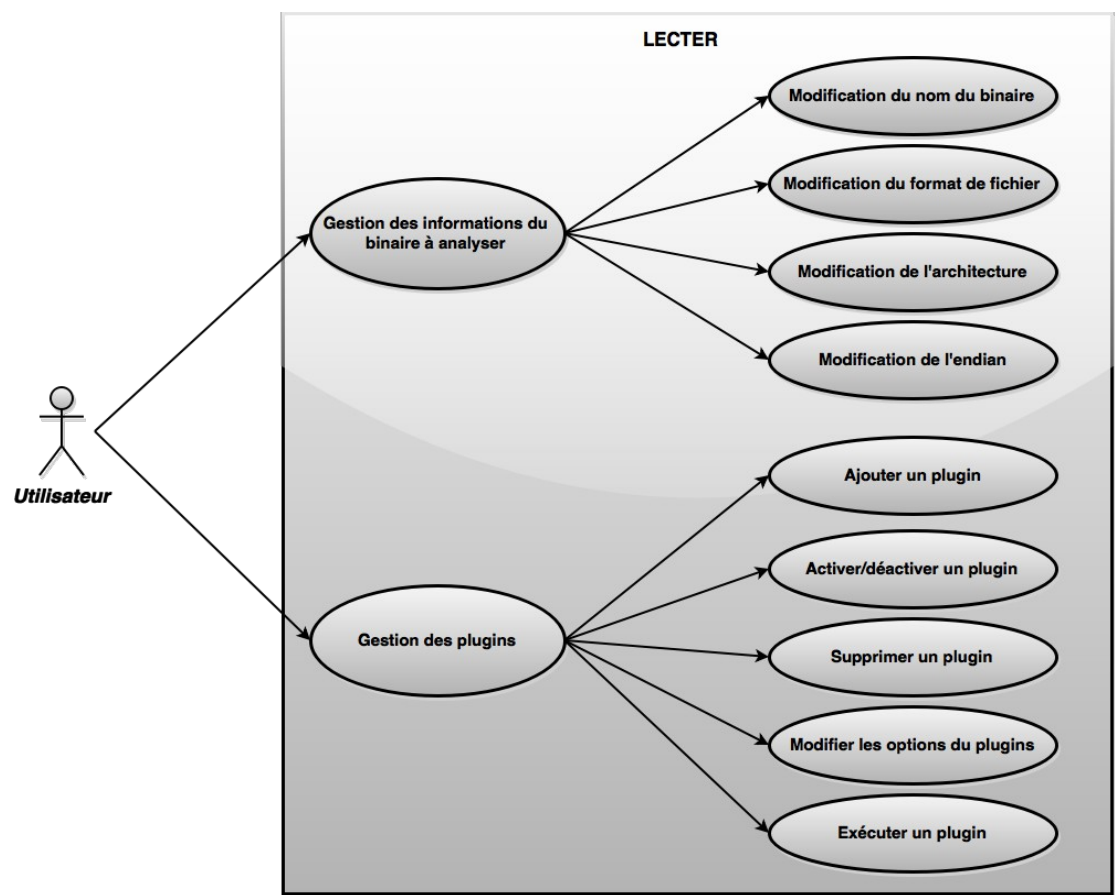 LECTER
Modification du nom du binaire
Modification du format de fichier
Gestion des informations du
binaire à analyser
Modification de l'architecture
Modification de l'endian
Utilisateur
Ajouter un plugin
Activer/déactiver un plugin
Gestion des plugins
Supprimer un plugin
Modifier les options du plugins
Exécuter un plugin